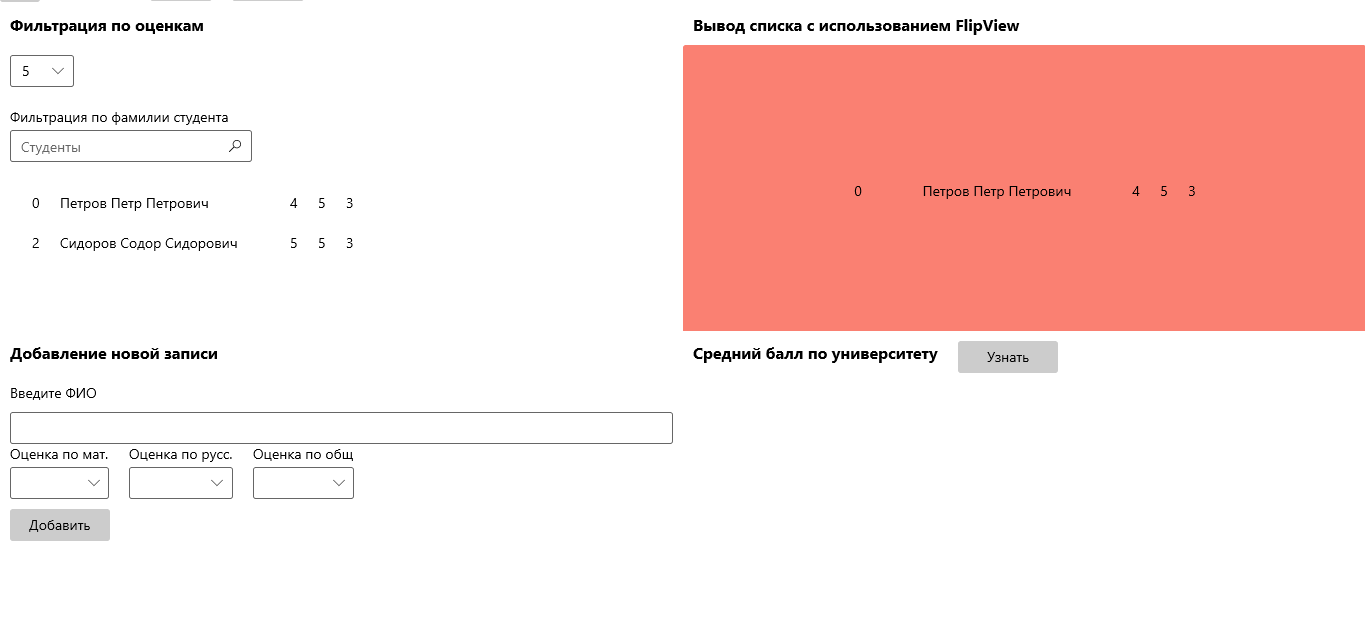 Фильтрация по оценкам
5
Фильтрация по фамилии студента
Студенты
0 Петров Петр Петрович 4 5 3
2 Сидоров Содор Сидорович 5 5 3
Вывод списка с использованием FlipView
0 Петров Петр Петрович 4 5 3
Добавление новой записи
Введите ФИО
Оценка по мат. Оценка по русс. Оценка по общ
Добавить
Средний балл по университету Узнать